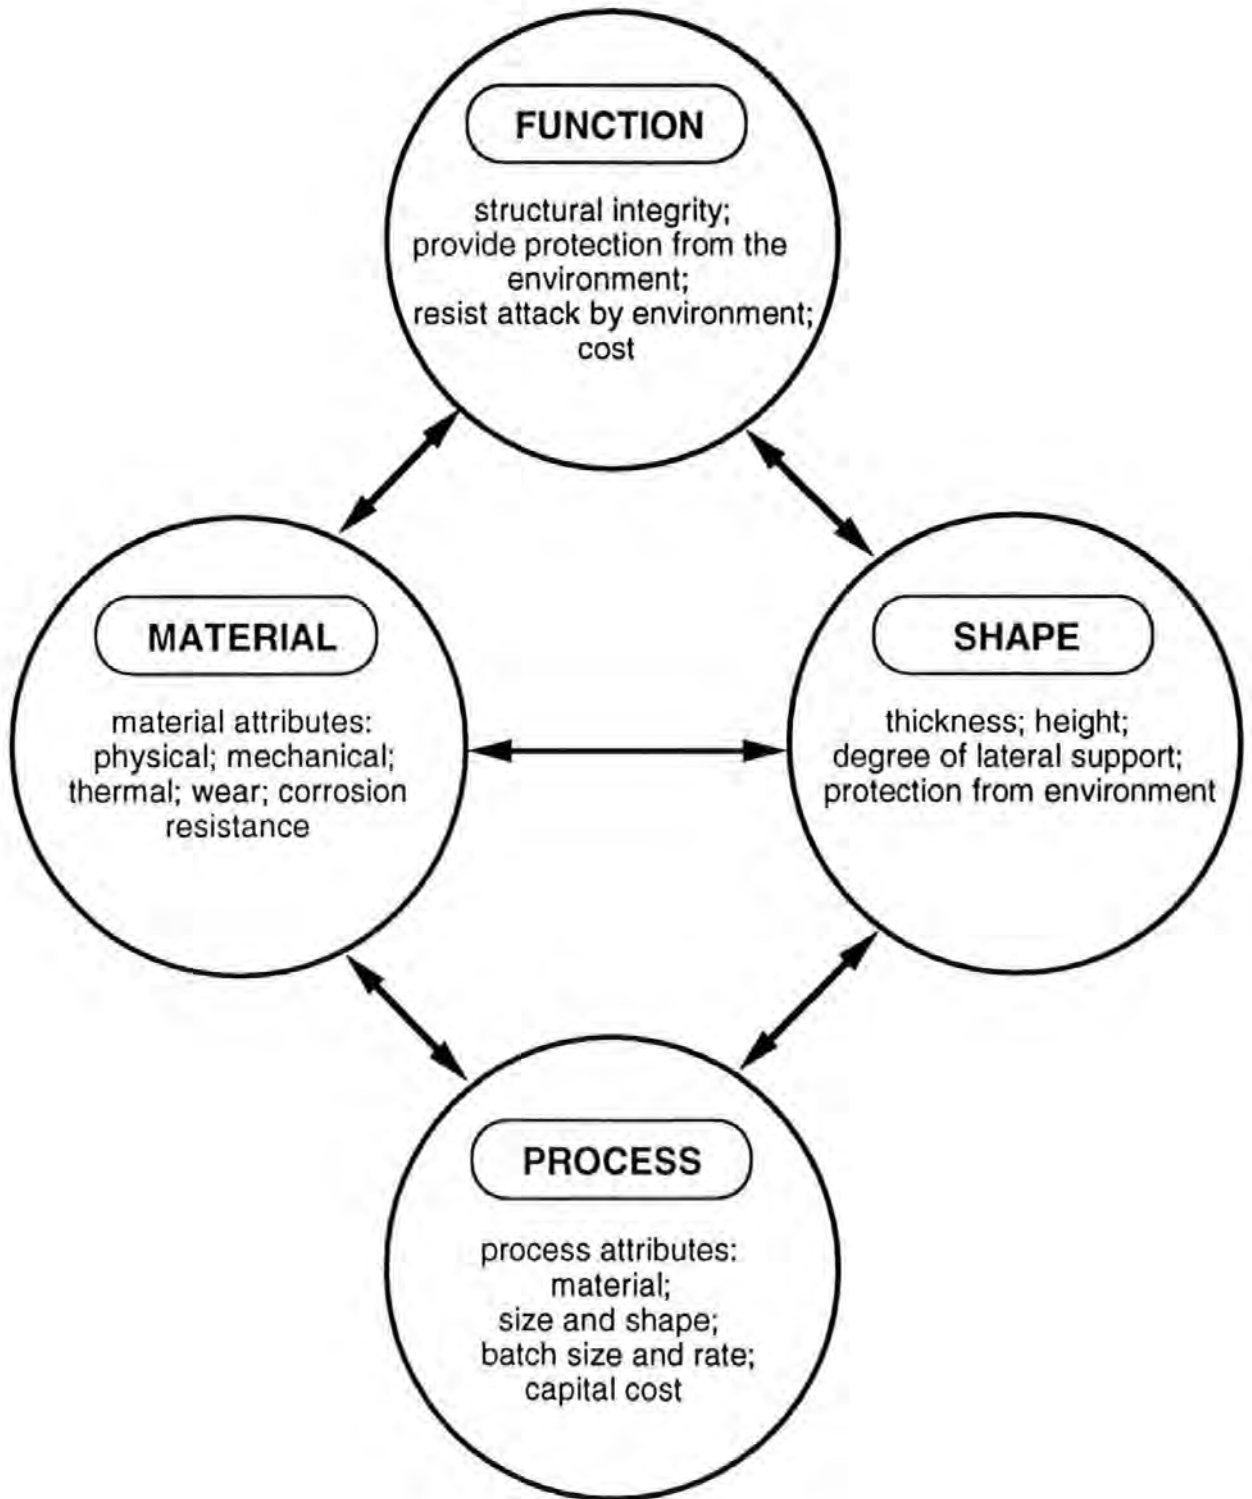 FUNCTION
structural integrity;
provide protection from the
environment;
resist attack by environment;
cost
MATERIAL
material attributes:
physical; mechanical;
thermal; wear; corrosion
resistance
SHAPE
thickness; height;
degree of lateral support;
protection from environment
PROCESS
process attributes:
material;
size and shape;
batch size and rate;
capital cost